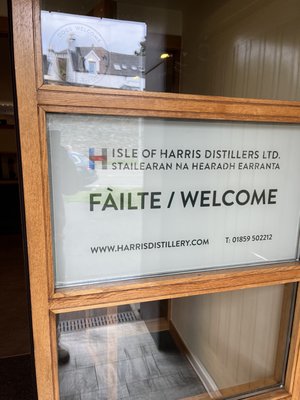 ISLE OF HARRIS DISTILLERS LTD.
STAILEARAN NA HEARADH EARRANTA
FÀILTE / WELCOME
WWW.HARRISDISTILLERY.COM T: 01859 502212